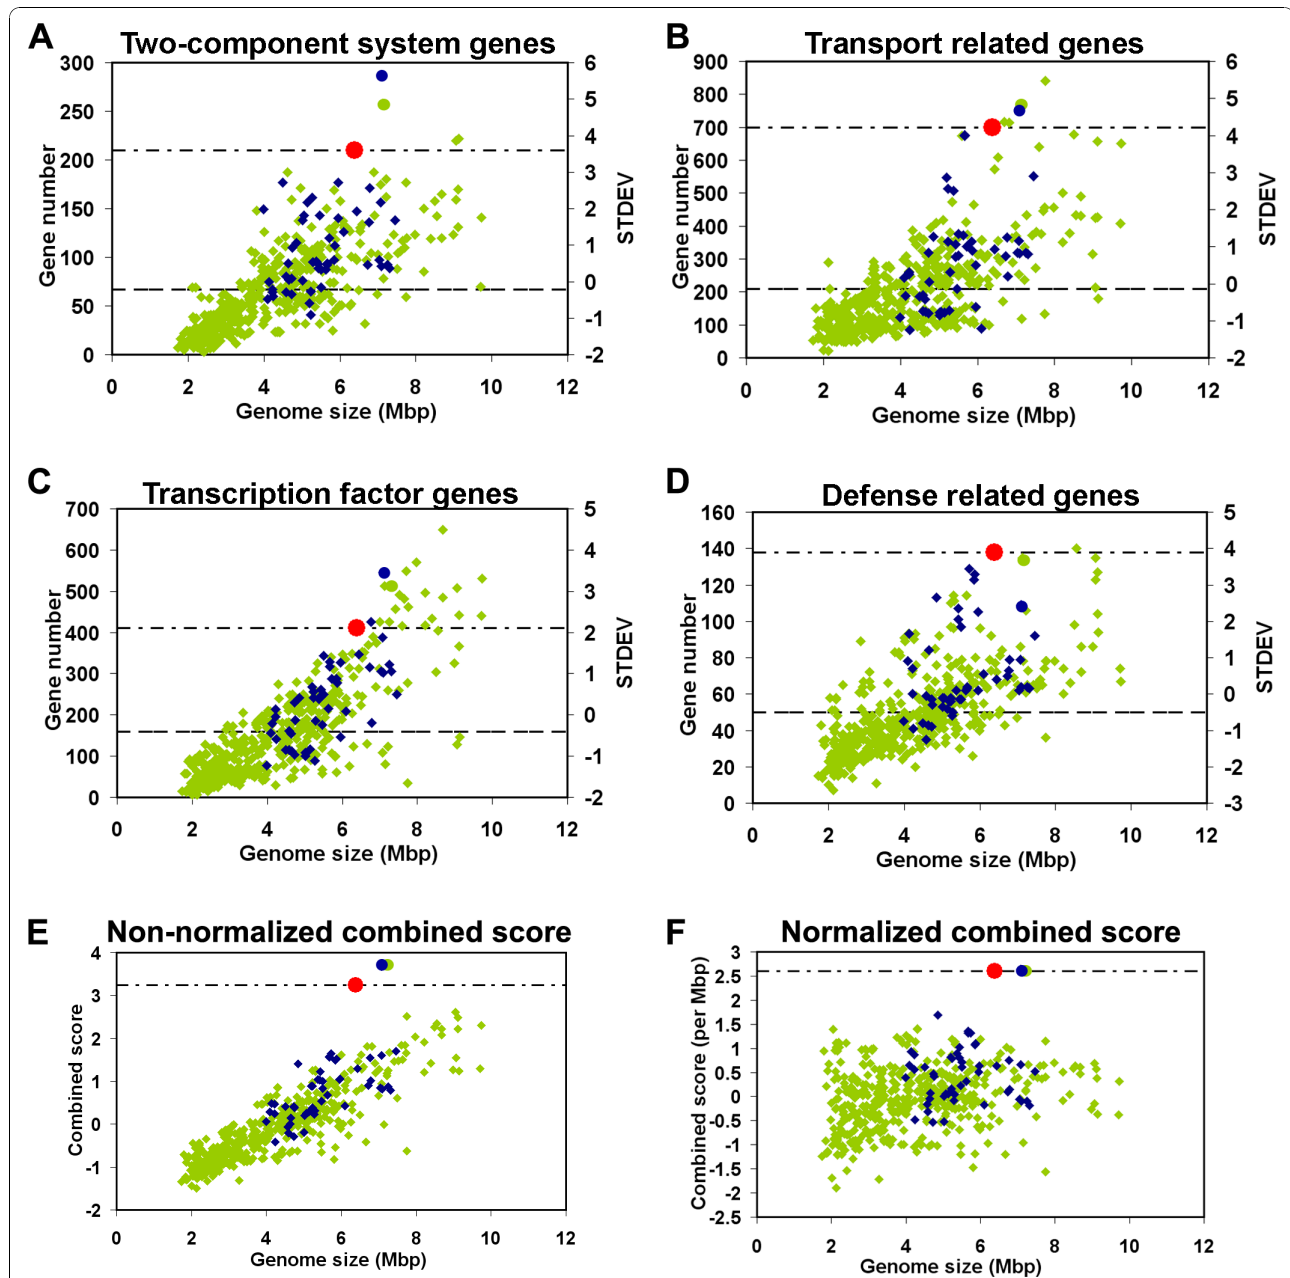 A
Two-component system genes
300
250
200
150
100
50
0
6
5
4
3
2
1
0
-1
-2
0 2 4 6 8 10 12
Gene number
STDEV
Genome size (Mbp)
B
Transport related genes
900
800
700
600
500
400
300
200
100
0
6
5
4
3
2
1
0
-1
-2
0 2 4 6 8 10 12
Gene number
STDEV
Genome size (Mbp)
C
Transcription factor genes
700
600
500
400
300
200
100
0
5
4
3
2
1
0
-1
-2
0 2 4 6 8 10 12
Gene number
STDEV
Genome size (Mbp)
D
Defense related genes
160
140
120
100
80
60
40
20
0
5
4
3
2
1
0
-1
-2
-3
0 2 4 6 8 10 12
Gene number
STDEV
Genome size (Mbp)
E
Non-normalized combined score
4
3
2
1
0
-1
-2
0 2 4 6 8 10 12
Combined score
Genome size (Mbp)
F
Normalized combined score
3
2.5
2
1.5
1
0.5
0
-0.5
-1
-1.5
-2
-2.5
0 2 4 6 8 10 12
Combined score (per Mbp)
Genome size (Mbp)